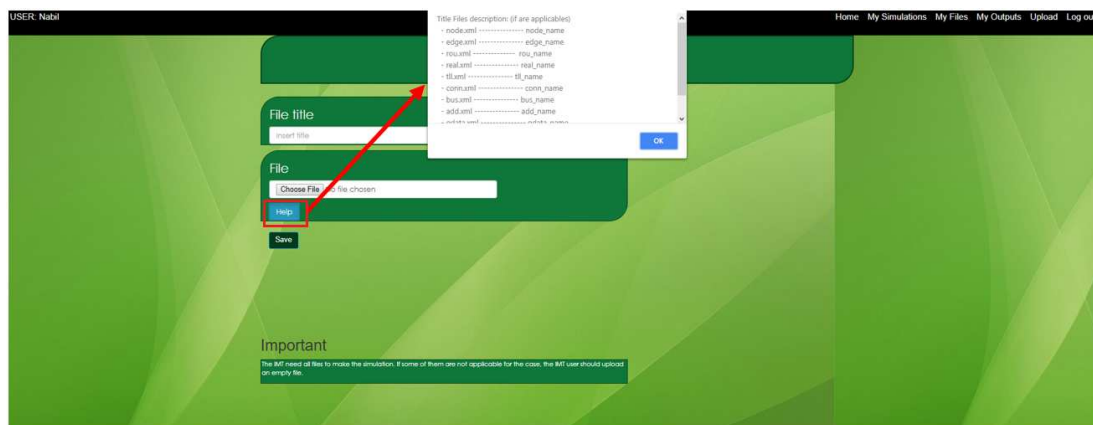 USER: Nabil
Home My Simulations My Files My Outputs Upload Log ou
Title Files description: (if are applicables)
- node.xml --------------- node_name
- edge.xml --------------- edge_name
- rou.xml -------------- rou_name
- real.xml --------------- real_name
- tll.xml --------------- tll_name
- conn.xml --------------- conn_name
- bus.xml --------------- bus_name
- add.xml --------------- add_name
OK
File title
Insert title
File
Choose File file chosen
Help
Save
Important
The IMT need all files to make the simulation. If some of them are not applicable for the case, the IMT user should upload
an empty file.